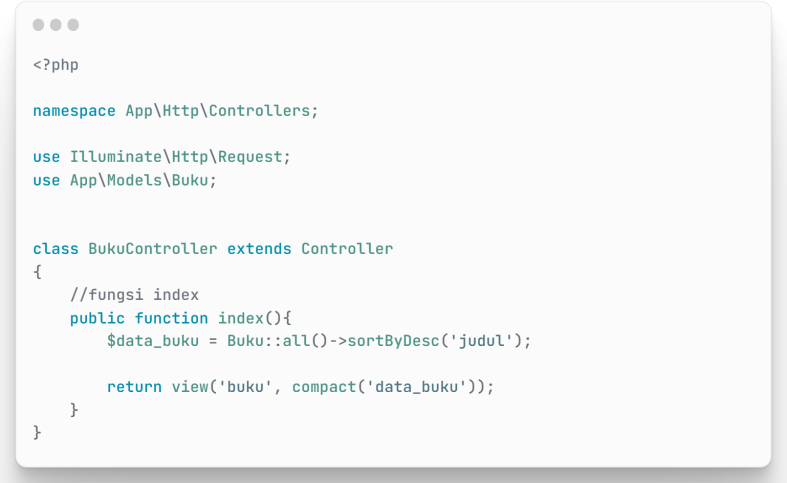 <?php
namespace App\Http\Controllers;
use Illuminate\Http\Request;
use App\Models\Buku;
class BukuController extends Controller
{
    //fungsi index
    public function index(){
        $data_buku = Buku::all()->sortByDesc('judul');
        return view('buku', compact('data_buku'));
    }
}